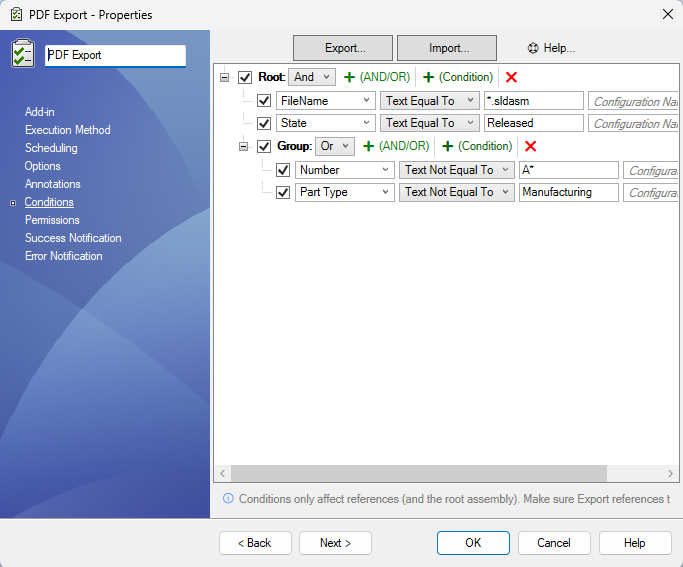 PDF Export - Properties
PDF Export
Export... Import... Help...
Add-in
Execution Method
Scheduling
Options
Annotations
Conditions
Permissions
Success Notification
Error Notification
Root: And (AND/OR) (Condition)
FileName Text Equal To *.sldasm Configuration Na
State Text Equal To Released Configuration Na
Group: Or (AND/OR) (Condition)
Number Text Not Equal To A* Configura
Part Type Text Not Equal To Manufacturing Configura
Conditions only affect references (and the root assembly). Make sure Export references t
< Back Next > OK Cancel Help